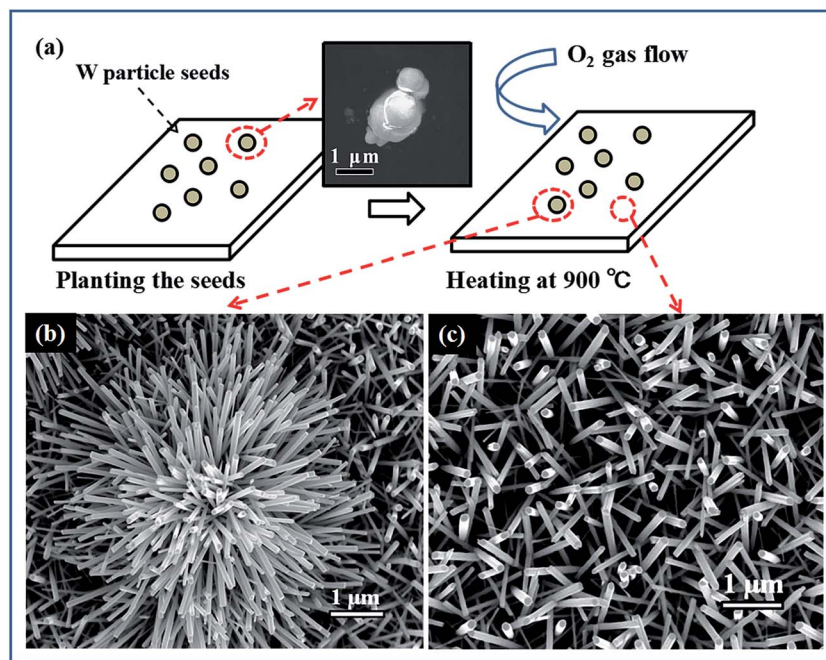 (a)
W particle seeds
O₂ gas flow
1 μm
Planting the seeds
Heating at 900 ℃
(b)
(c)
1 μm
1 μm